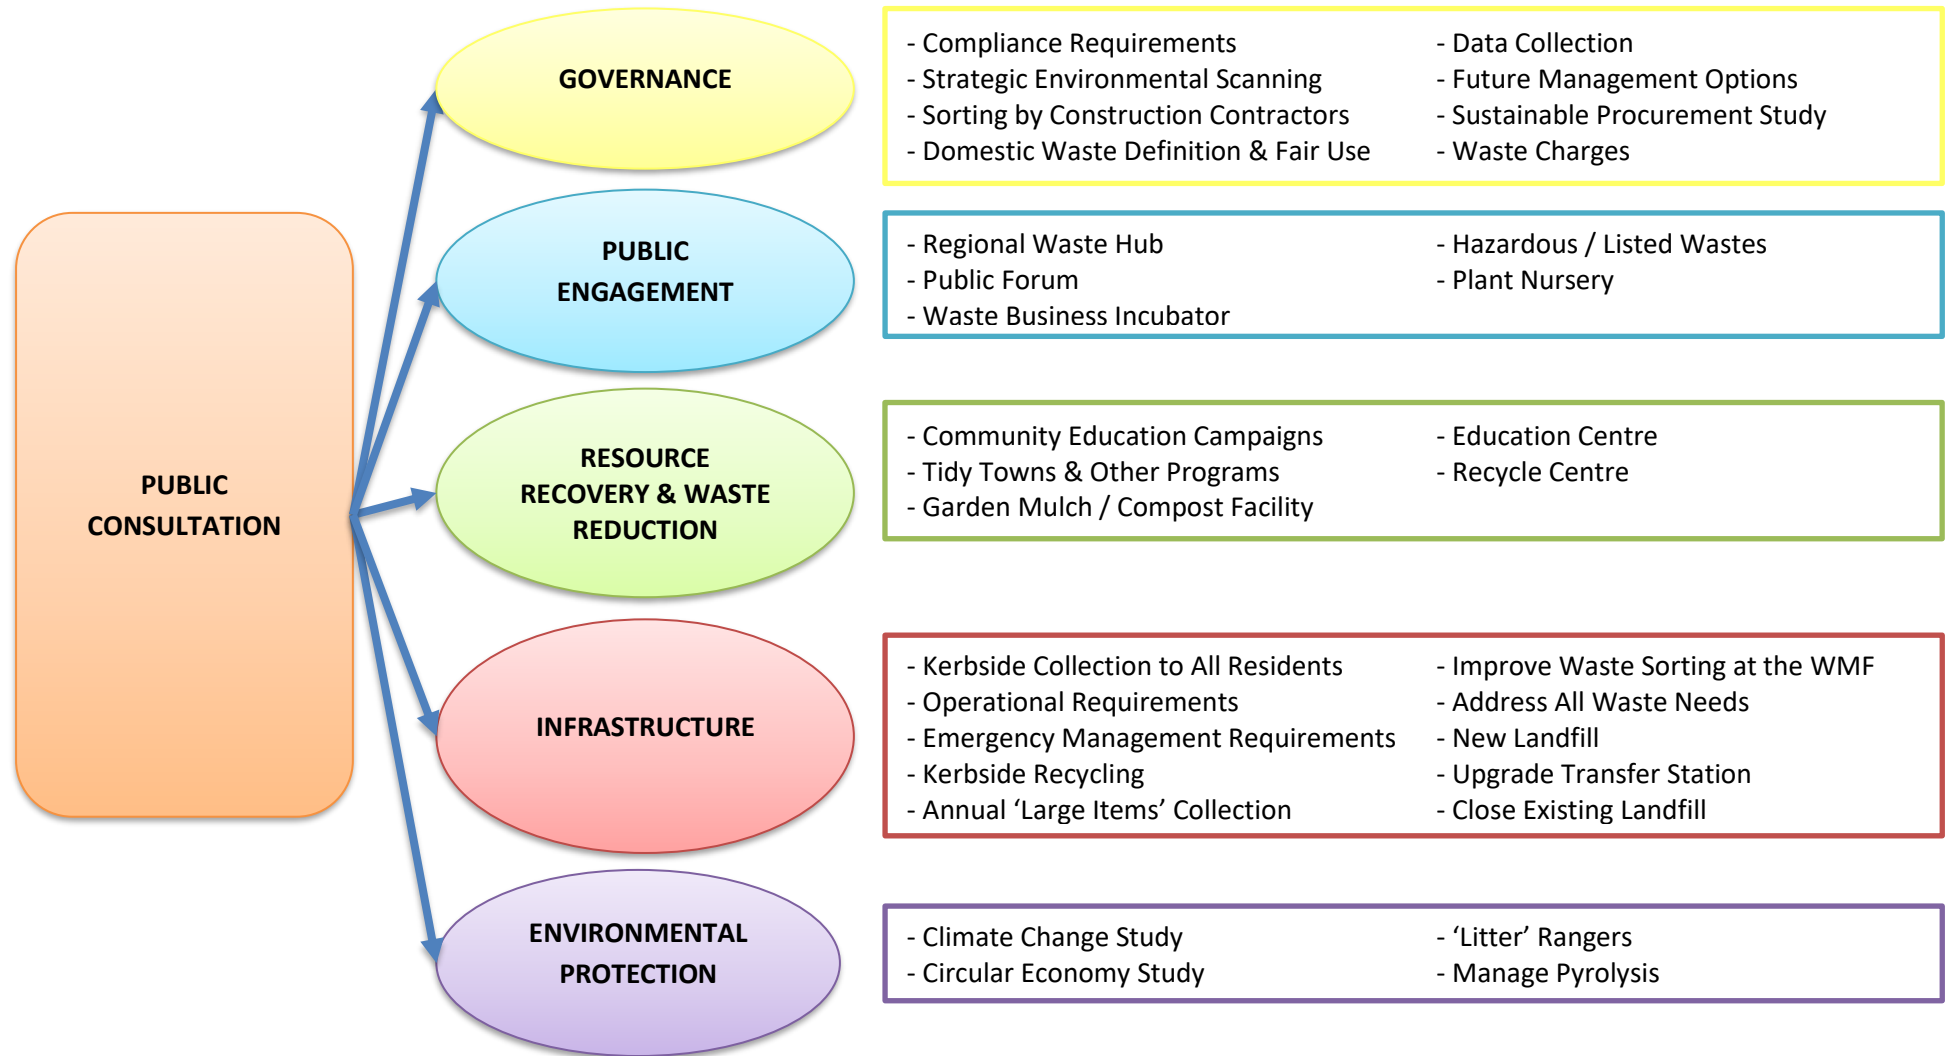 PUBLIC
CONSULTATION
GOVERNANCE
- Compliance Requirements
- Strategic Environmental Scanning
- Sorting by Construction Contractors
- Domestic Waste Definition & Fair Use
- Data Collection
- Future Management Options
- Sustainable Procurement Study
- Waste Charges
PUBLIC
ENGAGEMENT
- Regional Waste Hub
- Public Forum
- Waste Business Incubator
- Hazardous / Listed Wastes
- Plant Nursery
RESOURCE
RECOVERY & WASTE
REDUCTION
- Community Education Campaigns
- Tidy Towns & Other Programs
- Garden Mulch / Compost Facility
- Education Centre
- Recycle Centre
INFRASTRUCTURE
- Kerbside Collection to All Residents
- Operational Requirements
- Emergency Management Requirements
- Kerbside Recycling
- Annual ‘Large Items’ Collection
- Improve Waste Sorting at the WMF
- Address All Waste Needs
- New Landfill
- Upgrade Transfer Station
- Close Existing Landfill
ENVIRONMENTAL
PROTECTION
- Climate Change Study
- Circular Economy Study
- ‘Litter’ Rangers
- Manage Pyrolysis